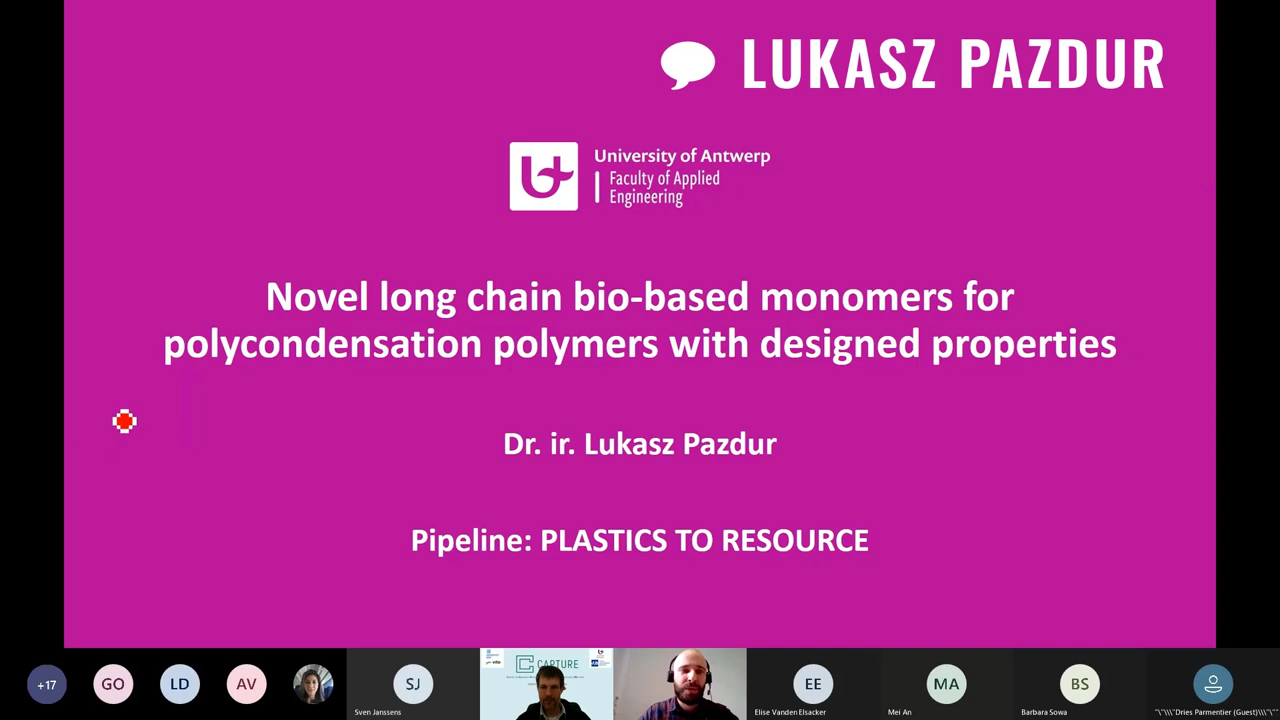 LUKASZ PAZDUR
University of Antwerp
Faculty of Applied
Engineering
Novel long chain bio-based monomers for
polycondensation polymers with designed properties
Dr. ir. Lukasz Pazdur
Pipeline: PLASTICS TO RESOURCE
+17
GO
LD
AV
SJ
Sven Janssens
CAPTURE
EE
Elise Vanden Elsacker
MA
Mei An
BS
Barbara Sowa
"\"\\\"Dries Parmentier (Guest)\\\"\""